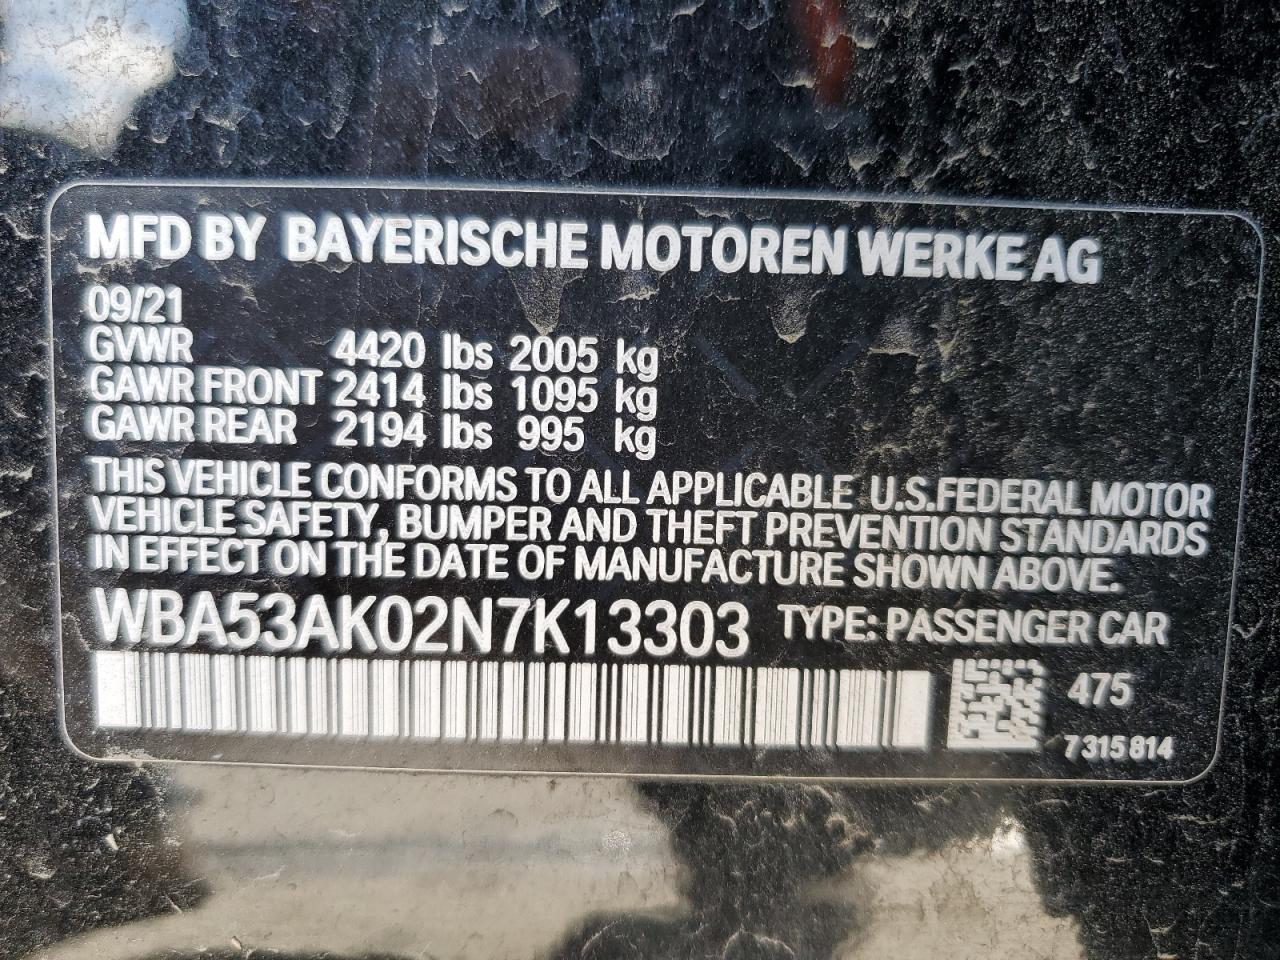 MFD BY BAYERISCHE MOTOREN WERKE AG
09/21
GVWR 4420 lbs 2005 kg
GAWR FRONT 2414 lbs 1095 kg
GAWR REAR 2194 lbs 995 kg
THIS VEHICLE CONFORMS TO ALL APPLICABLE U.S.FEDERAL MOTOR
VEHICLE SAFETY, BUMPER AND THEFT PREVENTION STANDARDS
IN EFFECT ON THE DATE OF MANUFACTURE SHOWN ABOVE.
WBA53AK02N7K13303 TYPE: PASSENGER CAR
475
7 315 814